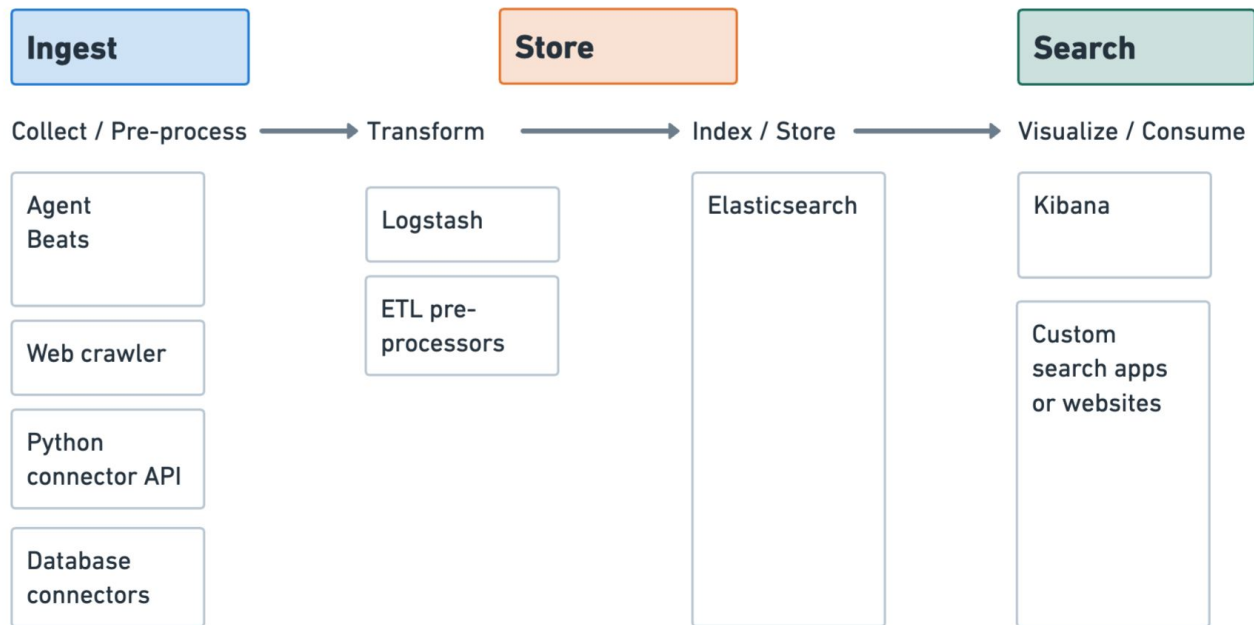 Ingest
Store
Search
Collect / Pre-process
Transform
Index / Store
Visualize / Consume
Agent
Beats
Web crawler
Python
connector API
Database
connectors
Logstash
ETL pre-
processors
Elasticsearch
Kibana
Custom
search apps
or websites